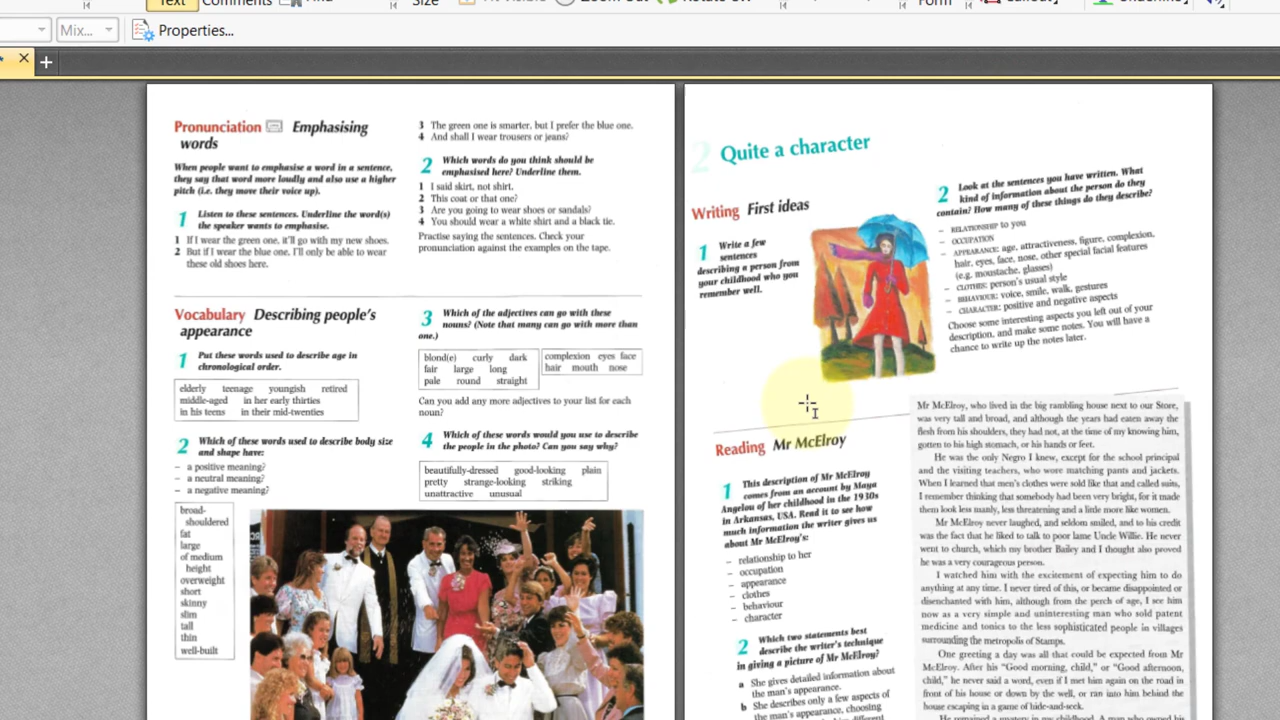 Text
Comments
Size
Form
Mix...
Properties...
Pronunciation Emphasising
words
When people want to emphasise a word in a sentence,
they say that word more loudly and also use a higher
pitch (i.e. they move their voice up).
1 Listen to these sentences. Underline the word(s)
the speaker wants to emphasise.
1 If I wear the green one, it'll go with my new shoes.
2 But if I wear the blue one, I'll only be able to wear
these old shoes here.
3 The green one is smarter, but I prefer the blue one.
4 And shall I wear trousers or jeans?
2 Which words do you think should be
emphasised here? Underline them.
1 I said skirt, not shirt.
2 This coat or that one?
3 Are you going to wear shoes or sandals?
4 You should wear a white shirt and a black tie.
Practise saying the sentences. Check your
pronunciation against the examples on the tape.
Vocabulary Describing people's
appearance
1 Put these words used to describe age in
chronological order.
elderly teenage youngish retired
middle-aged in her early thirties
in his teens in their mid-twenties
2 Which of these words used to describe body size
and shape have:
– a positive meaning?
– a neutral meaning?
– a negative meaning?
broad-
shouldered
fat
large
of medium
height
overweight
short
skinny
slim
tall
thin
well-built
3 Which of the adjectives can go with these
nouns? (Note that many can go with more than
one.)
blond(e) curly dark
fair large long
pale round straight
complexion eyes face
hair mouth nose
Can you add any more adjectives to your list for each
noun?
4 Which of these words would you use to describe
the people in the photo? Can you say why?
beautifully-dressed good-looking plain
pretty strange-looking striking
unattractive unusual
2 Quite a character
Writing First ideas
1 Write a few
sentences
describing a person from
your childhood who you
remember well.
2 Look at the sentences you have written. What
kind of information about the person do they
contain? How many of these things do they describe?
– RELATIONSHIP to you
– OCCUPATION
– APPEARANCE: age, attractiveness, figure, complexion,
hair, eyes, face, nose, other special facial features
(e.g. moustache, glasses)
– CLOTHES: person's usual style
– BEHAVIOUR: voice, smile, walk, gestures
– CHARACTER: positive and negative aspects
Choose some interesting aspects you left out of your
description, and make some notes. You will have a
chance to write up the notes later.
Reading Mr McElroy
1 This description of Mr McElroy
comes from an account by Maya
Angelou of her childhood in the 1930s
in Arkansas, USA. Read it to see how
much information the writer gives us
about Mr McElroy's:
– relationship to her
– occupation
– appearance
– clothes
– behaviour
– character
2 Which two statements best
describe the writer's technique
in giving a picture of Mr McElroy?
a She gives detailed information about
the man's appearance.
b She describes only a few aspects of
the man's appearance, choosing
Mr McElroy, who lived in the big rambling house next to our Store,
was very tall and broad, and although the years had eaten away the
flesh from his shoulders, they had not, at the time of my knowing him,
gotten to his high stomach, or his hands or feet.
He was the only Negro I knew, except for the school principal
and the visiting teachers, who wore matching pants and jackets.
When I learned that men's clothes were sold like that and called suits,
I remember thinking that somebody had been very bright, for it made
them look less manly, less threatening and a little more like women.
Mr McElroy never laughed, and seldom smiled, and to his credit
was the fact that he liked to talk to poor lame Uncle Willie. He never
went to church, which my brother Bailey and I thought also proved
he was a very courageous person.
I watched him with the excitement of expecting him to do
anything at any time. I never tired of this, or became disappointed or
disenchanted with him, although from the perch of age, I see him
now as a very simple and uninteresting man who sold patent
medicine and tonics to the less sophisticated people in villages
surrounding the metropolis of Stamps.
One greeting a day was all that could be expected from Mr
McElroy. After his "Good morning, child," or "Good afternoon,
child," he never said a word, even if I met him again on the road in
front of his house or down by the well, or ran into him behind the
house escaping in a game of hide-and-seek.